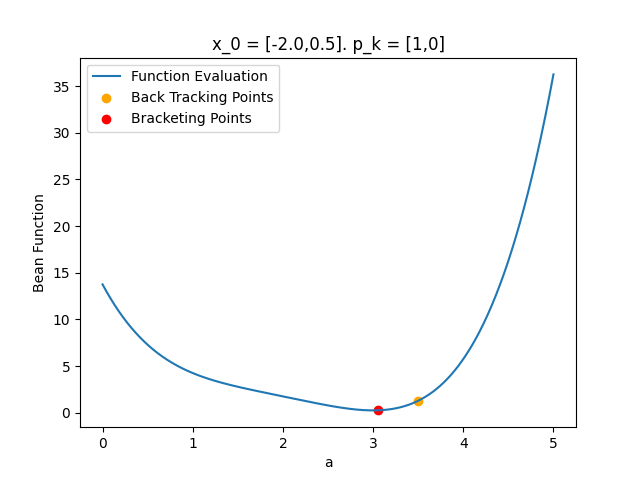 x_0 = [-2.0,0.5]. p_k = [1,0]
Function Evaluation
Back Tracking Points
Bracketing Points
Bean Function
35
30
25
20
15
10
5
0
0 1 2 3 4 5
a